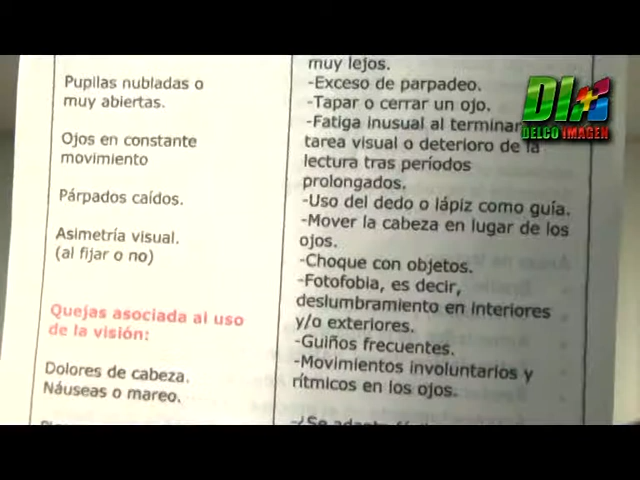 Pupilas nubladas o
muy abiertas.
Ojos en constante
movimiento
Párpados caídos.
Asimetría visual.
(al fijar o no)
Quejas asociada al uso
de la visión:
Dolores de cabeza.
Náuseas o mareo.
muy lejos.
-Exceso de parpadeo.
-Tapar o cerrar un ojo.
-Fatiga inusual al terminar
tarea visual o deterioro de la
lectura tras períodos
prolongados.
-Uso del dedo o lápiz como guía.
-Mover la cabeza en lugar de los
ojos.
-Choque con objetos.
-Fotofobia, es decir,
deslumbramiento en interiores
y/o exteriores.
-Guiños frecuentes.
-Movimientos involuntarios y
rítmicos en los ojos.
DELCO IMAGEN